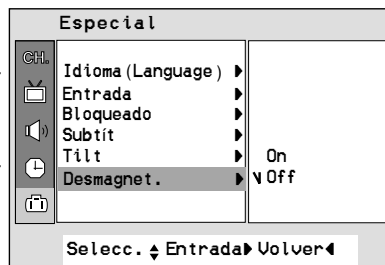 Especial
CH.
Idioma (Language) ▶
Entrada ▶
Bloqueado ▶
Subtít ▶
Tilt ▶ On
Desmagnet. ▶ Off
Selecc. Entrada▶ Volver◀